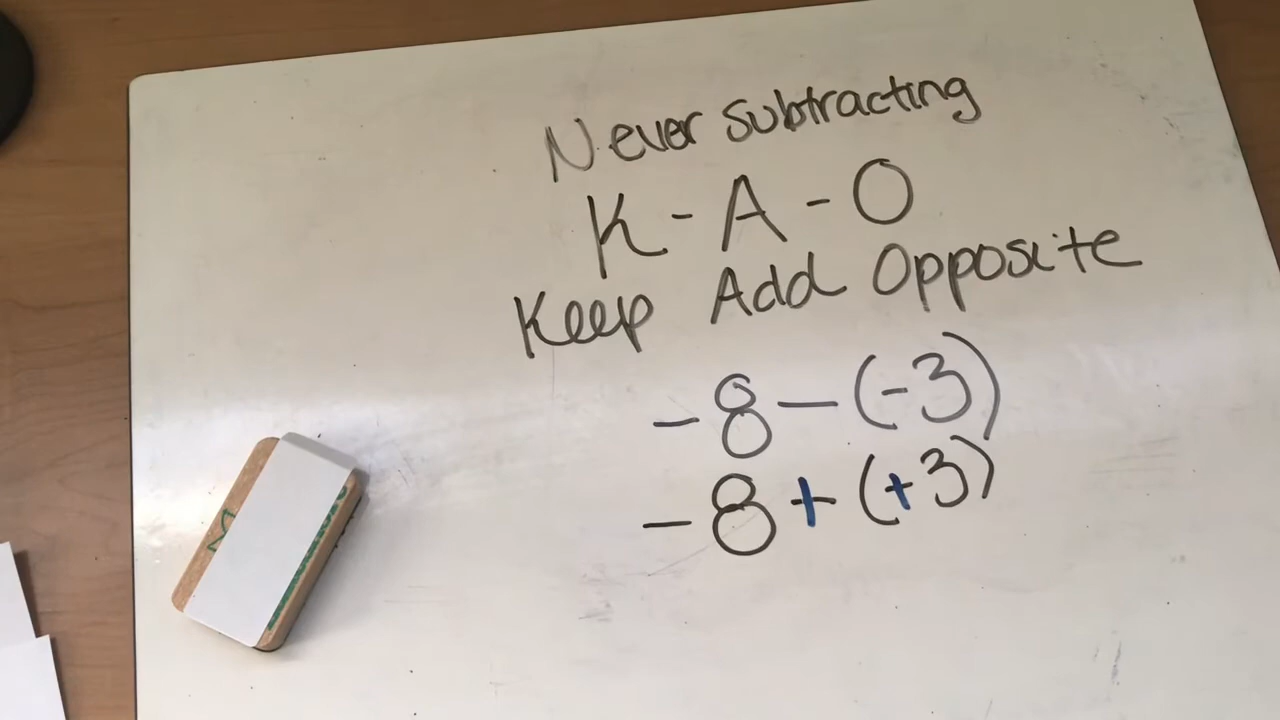 Never Subtracting
K - A - O
Keep Add Opposite
-8 - (-3)
-8 + (+3)